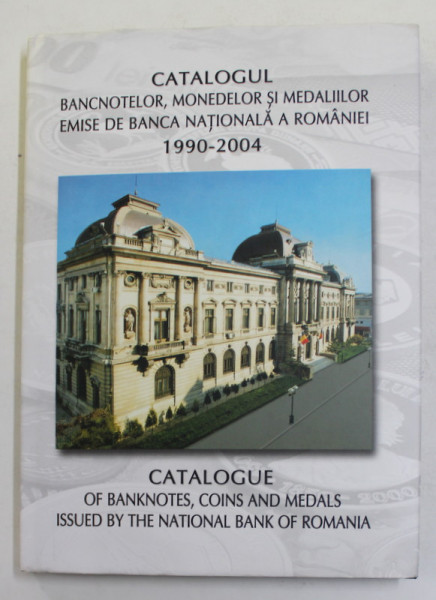 CATALOGUL
BANCNOTELOR, MONEDELOR ȘI MEDALIILOR
EMISE DE BANCA NAȚIONALĂ A ROMÂNIEI
1990-2004
CATALOGUE
OF BANKNOTES, COINS AND MEDALS
ISSUED BY THE NATIONAL BANK OF ROMANIA